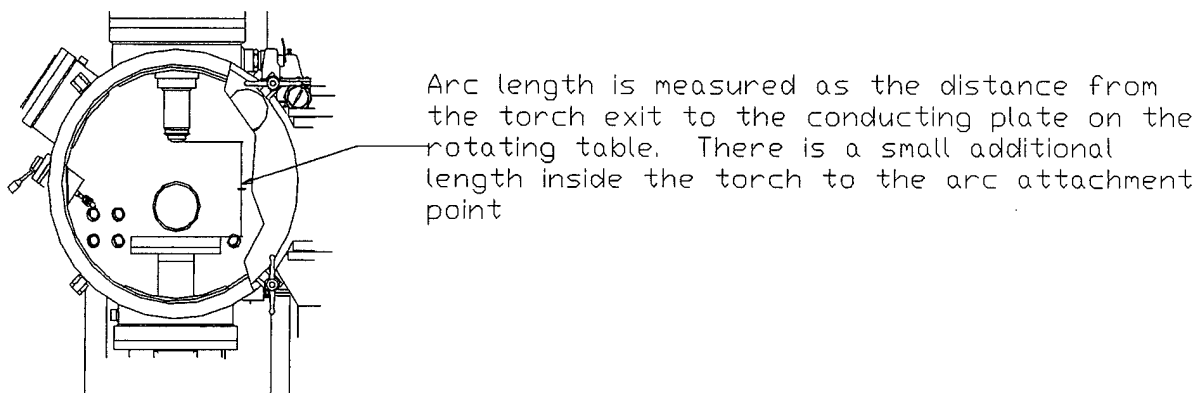 Arc length is measured as the distance from
the torch exit to the conducting plate on the
rotating table. There is a small additional
length inside the torch to the arc attachment
point